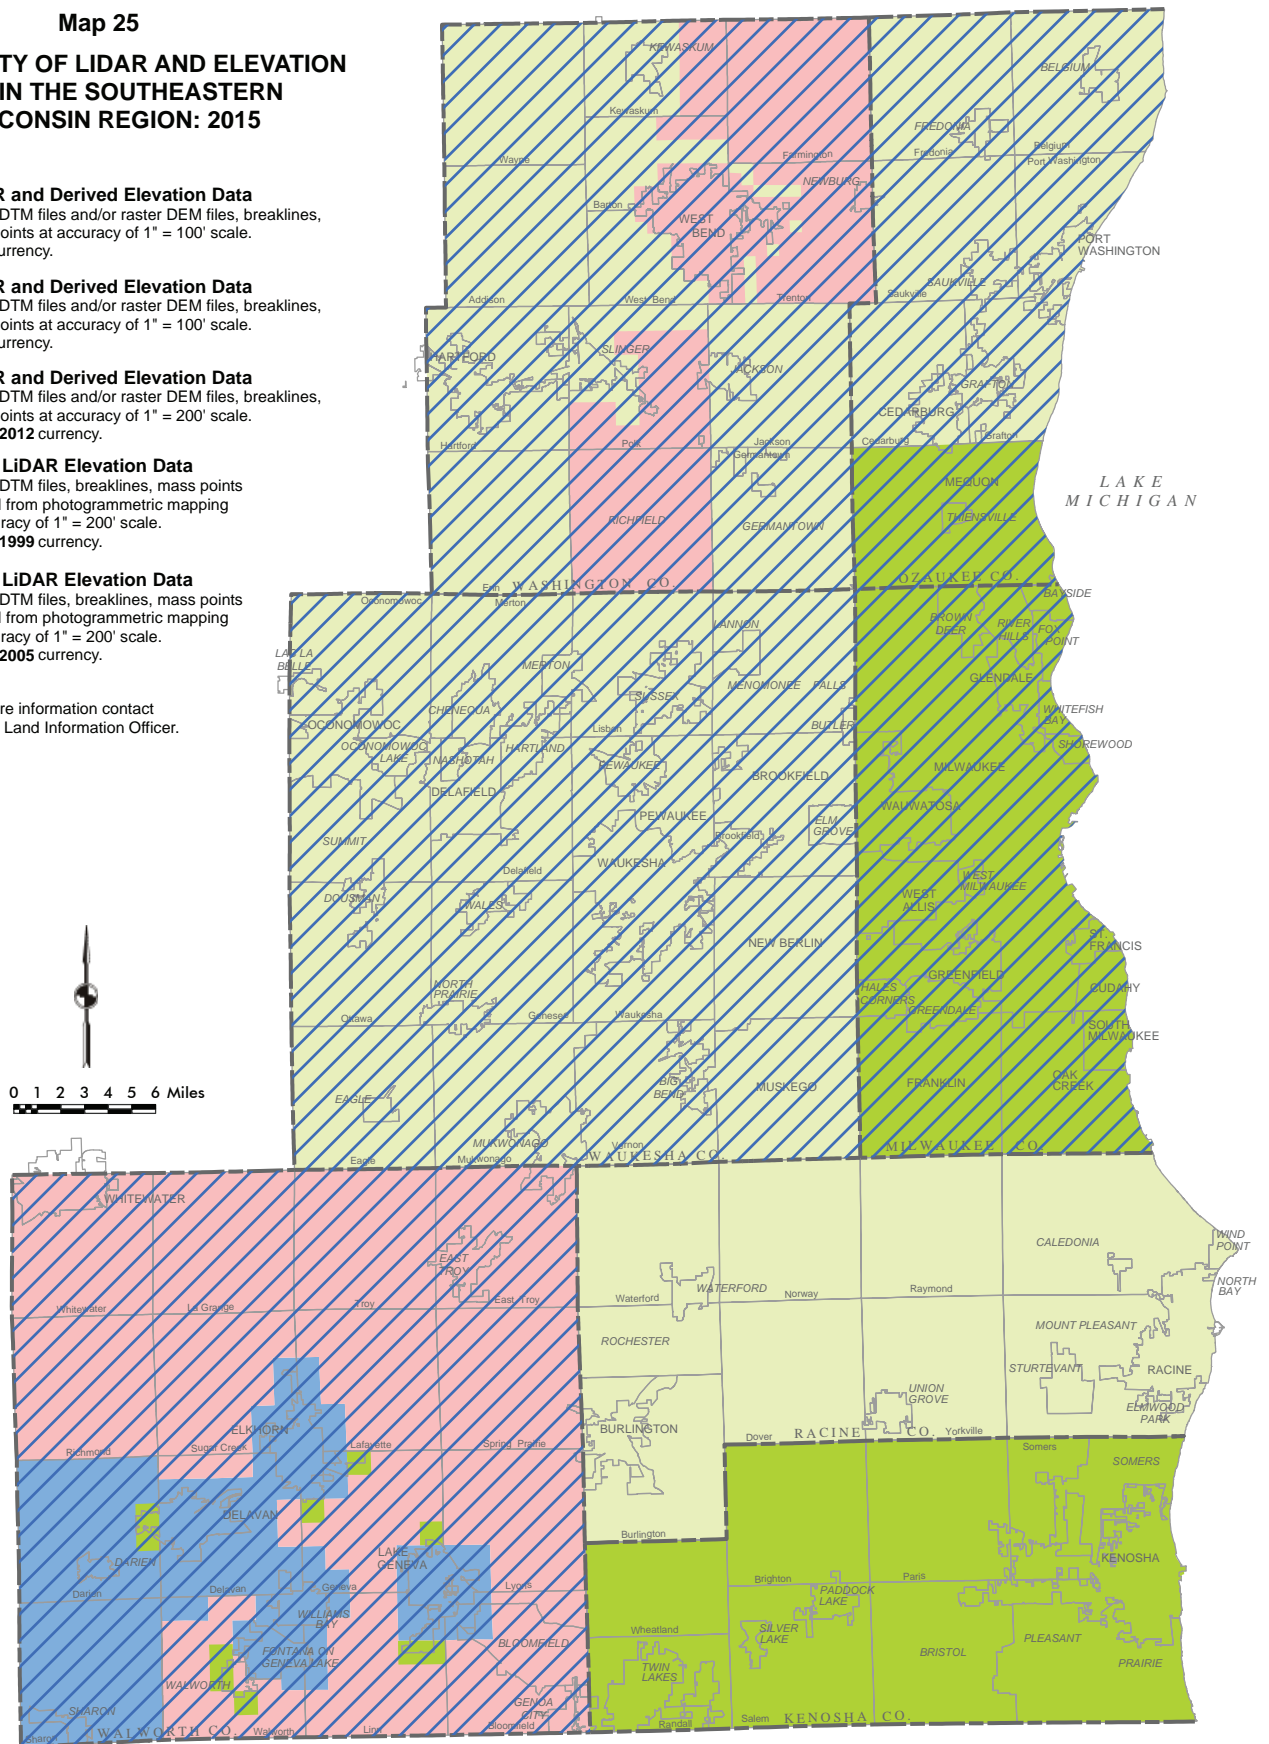 Map 25
TY OF LIDAR AND ELEVATION
IN THE SOUTHEASTERN
CONSIN REGION: 2015
R and Derived Elevation Data
DTM files and/or raster DEM files, breaklines,
oints at accuracy of 1" = 100' scale.
urrency.
R and Derived Elevation Data
DTM files and/or raster DEM files, breaklines,
oints at accuracy of 1" = 100' scale.
urrency.
R and Derived Elevation Data
DTM files and/or raster DEM files, breaklines,
oints at accuracy of 1" = 200' scale.
2012 currency.
LiDAR Elevation Data
DTM files, breaklines, mass points
l from photogrammetric mapping
uracy of 1" = 200' scale.
1999 currency.
LiDAR Elevation Data
DTM files, breaklines, mass points
l from photogrammetric mapping
uracy of 1" = 200' scale.
2005 currency.
re information contact
Land Information Officer.
0 1 2 3 4 5 6 Miles
KEWASKUM
Kewaskum
BELGIUM
FREDONIA
Wayne
Farmington
Fredonia
Belgium
Port Washington
NEWBURG
Barton
WEST
BEND
PORT
WASHINGTON
SAUKVILLE
Addison
West Bend
Trenton
Saukville
HARTFORD
SLINGER
JACKSON
GRAFTON
CEDARBURG
Hartford
Polk
Jackson
Germantown
Cedarburg
Grafton
MEQUON
THIENSVILLE
RICHFIELD
GERMANTOWN
LAKE
MICHIGAN
Erin
WASHINGTON CO.
OZAUKEE CO.
Oconomowoc
Merton
BAYSIDE
BROWN
DEER
RIVER
HILLS
FOX
POINT
LANNON
LAC LA
BELLE
MERTON
MENOMONEE FALLS
GLENDALE
SUSSEX
CHENEQUA
WHITEFISH
BAY
OCONOMOWOC
Lisbon
BUTLER
SHOREWOOD
OCONOMOWOC
LAKE
NASHOTAH
HARTLAND
PEWAUKEE
BROOKFIELD
MILWAUKEE
DELAFIELD
WAUWATOSA
PEWAUKEE
ELM
GROVE
SUMMIT
Brookfield
WAUKESHA
Delafield
WEST
MILWAUKEE
DOUSMAN
WALES
WEST
ALLIS
NEW BERLIN
ST.
FRANCIS
GREENFIELD
NORTH
PRAIRIE
HALES
CORNERS
CUDAHY
GREENDALE
Ottawa
Genesee
Waukesha
SOUTH
MILWAUKEE
EAGLE
BIG
BEND
MUSKEGO
FRANKLIN
OAK
CREEK
MUKWONAGO
Vernon
Eagle
Mukwonago
WAUKESHA CO.
MILWAUKEE CO.
WHITEWATER
CALEDONIA
WIND
POINT
EAST
TROY
NORTH
BAY
WATERFORD
Whitewater
La Grange
Troy
East Troy
Waterford
Norway
Raymond
ROCHESTER
MOUNT PLEASANT
STURTEVANT
RACINE
UNION
GROVE
ELMWOOD
PARK
ELKHORN
BURLINGTON
Richmond
Sugar Creek
Lafayette
Spring Prairie
Dover
RACINE CO.
Yorkville
Somers
SOMERS
DELAVAN
Burlington
DARIEN
LAKE
GENEVA
KENOSHA
Darien
Delavan
Geneva
Lyons
Brighton
Paris
PADDOCK
LAKE
WILLIAMS
BAY
SILVER
LAKE
Wheatland
FONTANA ON
GENEVA LAKE
BLOOMFIELD
BRISTOL
PLEASANT
PRAIRIE
TWIN
LAKES
WALWORTH
SHARON
GENOA
CITY
Sharon
WALWORTH CO.
Walworth
Linn
Bloomfield
Randall
Salem
KENOSHA CO.